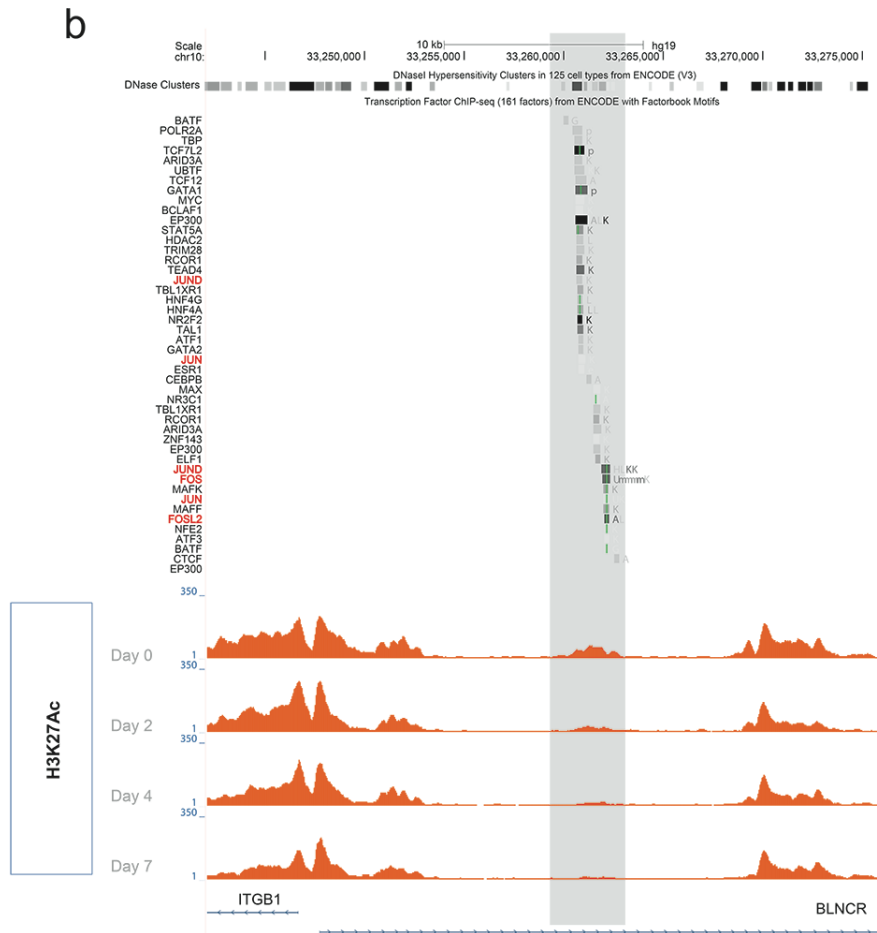 b
Scale
10 kb
hg19
chr10:
33,250,000
33,255,000
33,260,000
33,265,000
33,270,000
33,275,000
DNaseI Hypersensitivity Clusters in 125 cell types from ENCODE (V3)
DNase Clusters
Transcription Factor ChIP-seq (161 factors) from ENCODE with Factorbook Motifs
BATF G
POLR2A p
TBP K
TCF7L2 p
ARID3A K
UBTF K
TCF12 A
GATA1 p
MYC
BCLAF1
EP300 AL K
STAT5A K
HDAC2 L
TRIM28 K
RCOR1 K
TEAD4 K
JUND K
TBL1XR1 K
HNF4G L
HNF4A LL
NR2F2 K
TAL1 K
ATF1 K
GATA2 K
JUN
ESR1
CEBPB A
MAX
NR3C1
TBL1XR1 K
RCOR1 K
ARID3A K
ZNF143
EP300 K
ELF1 K
JUND HLKK
FOS UmmmmK
MAFK K
JUN
MAFF K
FOSL2 A
NFE2
ATF3
BATF
CTCF A
EP300
350
Day 0
1
350
Day 2
1
350
Day 4
1
350
Day 7
1
H3K27Ac
ITGB1
BLNCR